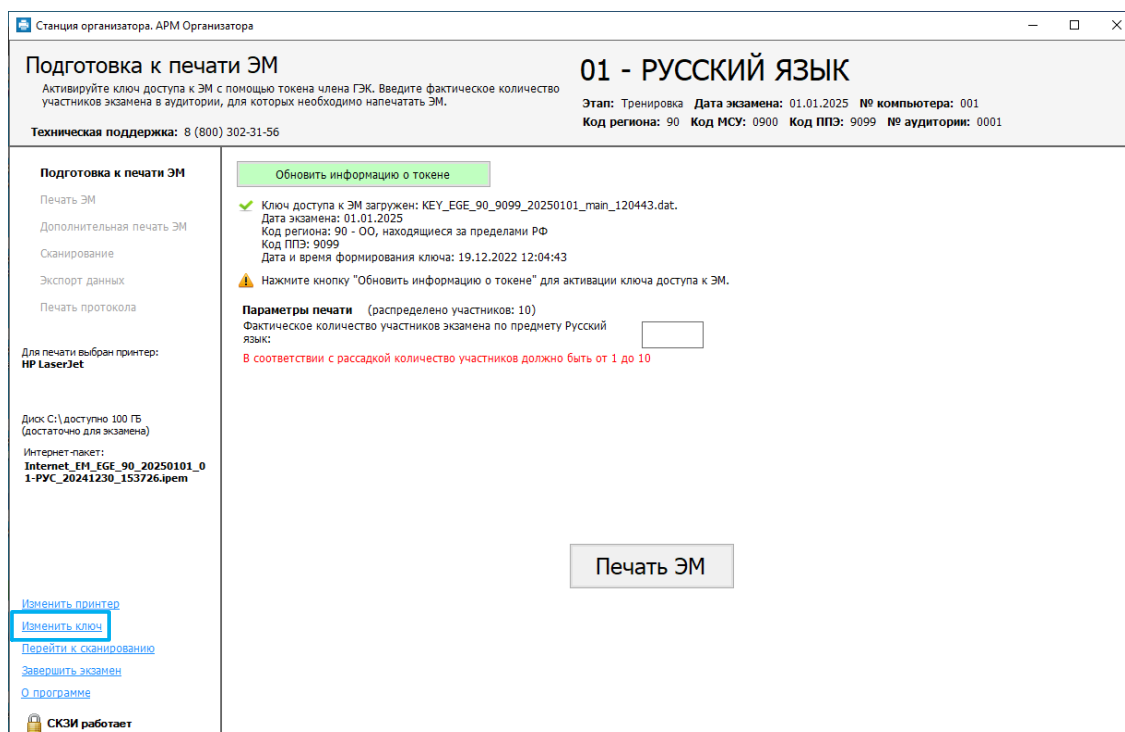 Станция организатора. АРМ Организатора
Подготовка к печати ЭМ
Активируйте ключ доступа к ЭМ с помощью токена члена ГЭК. Введите фактическое количество
участников экзамена в аудитории, для которых необходимо напечатать ЭМ.
Техническая поддержка: 8 (800) 302-31-56
01 - РУССКИЙ ЯЗЫК
Этап: Тренировка Дата экзамена: 01.01.2025 № компьютера: 001
Код региона: 90 Код МСУ: 0900 Код ППЭ: 9099 № аудитории: 0001
Подготовка к печати ЭМ
Печать ЭМ
Дополнительная печать ЭМ
Сканирование
Экспорт данных
Печать протокола
Для печати выбран принтер:
HP LaserJet
Диск C:\ доступно 100 ГБ
(достаточно для экзамена)
Интернет-пакет:
Internet_EM_EGE_90_20250101_0
1-РУС_20241230_153726.ipem
Изменить принтер
Изменить ключ
Перейти к сканированию
Завершить экзамен
О программе
СКЗИ работает
Обновить информацию о токене
Ключ доступа к ЭМ загружен: KEY_EGE_90_9099_20250101_main_120443.dat.
Дата экзамена: 01.01.2025
Код региона: 90 - ОО, находящиеся за пределами РФ
Код ППЭ: 9099
Дата и время формирования ключа: 19.12.2022 12:04:43
Нажмите кнопку "Обновить информацию о токене" для активации ключа доступа к ЭМ.
Параметры печати (распределено участников: 10)
Фактическое количество участников экзамена по предмету Русский
язык:
В соответствии с рассадкой количество участников должно быть от 1 до 10
Печать ЭМ